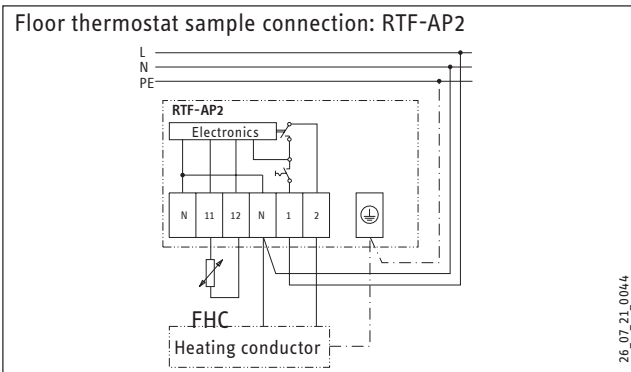 Floor thermostat sample connection: RTF-AP2
L
N
PE
RTF-AP2
Electronics
N 11 12 N 1 2
FHC
Heating conductor
26_07_21_0044